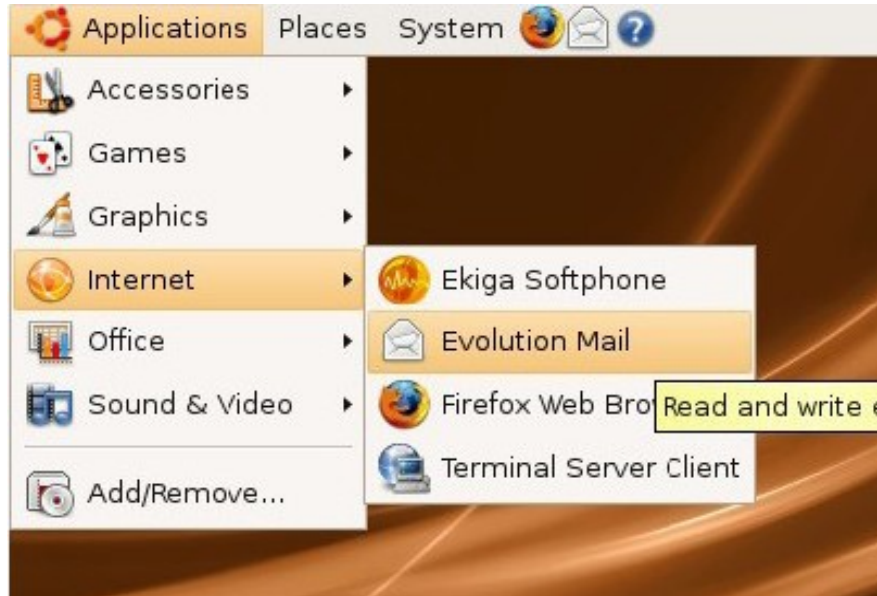 Applications Places System
Accessories
Games
Graphics
Internet
Office
Sound & Video
Add/Remove...
Ekiga Softphone
Evolution Mail
Firefox Web Bro
Terminal Server Client
Read and write e